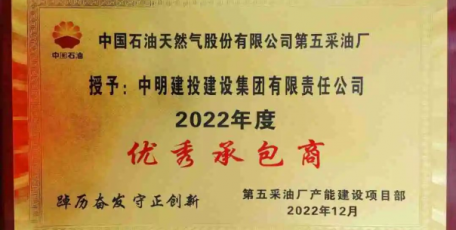 中国石油天然气股份有限公司第五采油厂
中国石油
授予：中明建投建设集团有限责任公司
2022年度
优秀承包商
踔厉奋发 守正创新
第五采油厂产能建设项目部
2022年12月